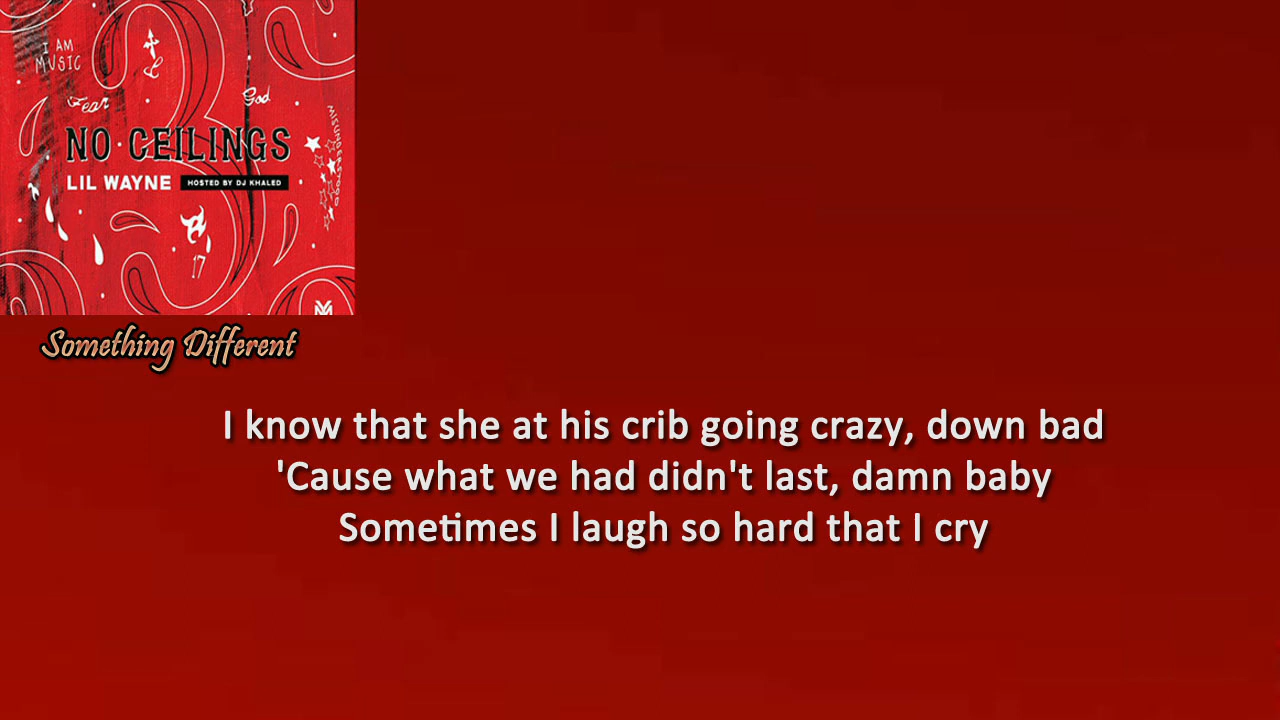 I AM
MUSIC
Fear
God
MISUNDERSTOOD
NO CEILINGS
LIL WAYNE HOSTED BY DJ KHALED
17
YM
Something Different
I know that she at his crib going crazy, down bad
'Cause what we had didn't last, damn baby
Sometimes I laugh so hard that I cry